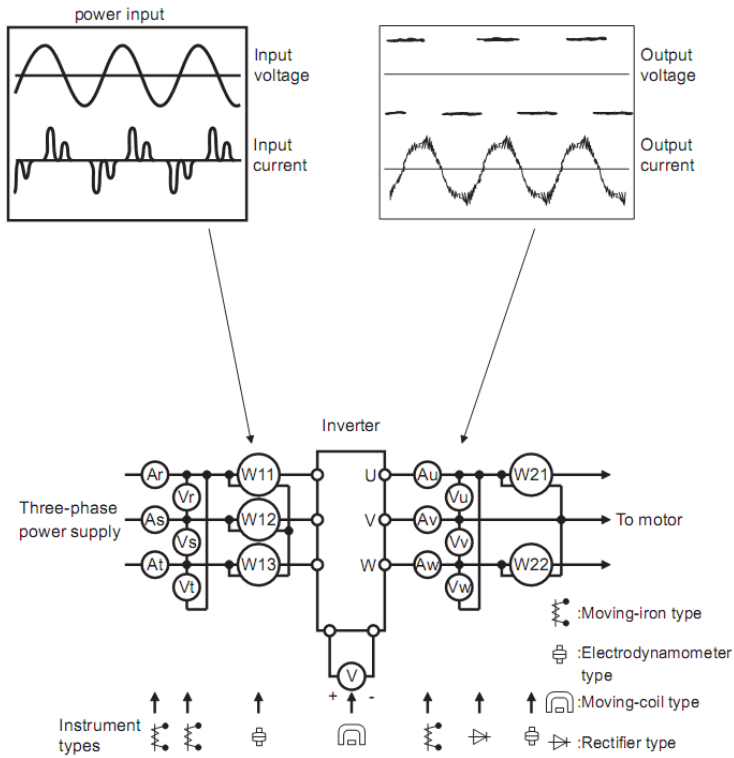 power input
Input
voltage
Input
current
Output
voltage
Output
current
Inverter
Three-phase
power supply
Ar
As
At
Vr
Vs
Vt
W11
W12
W13
U
V
W
Au
Av
Aw
Vu
Vv
Vw
W21
W22
To motor
V
+ -
:Moving-iron type
:Electrodynamometer
type
:Moving-coil type
:Rectifier type
Instrument
types